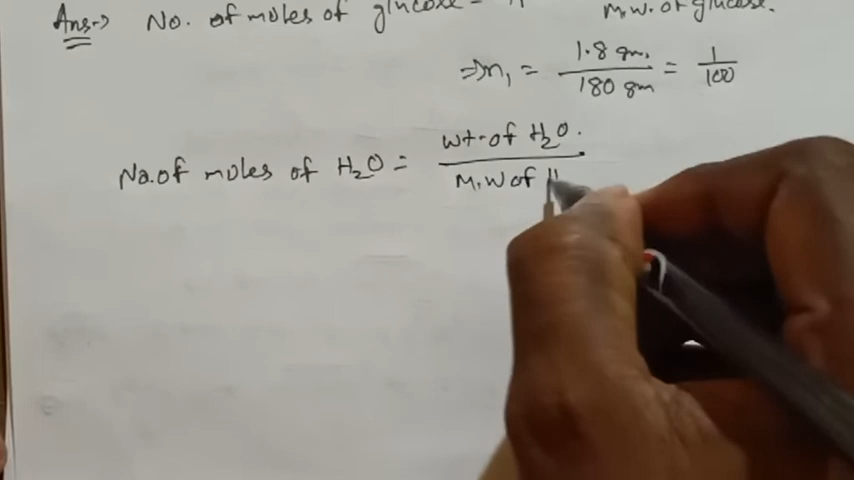 Ans-> No. of moles of glucose =
M.W. of glucose.
=> n₁ = 1.8 gm. / 180 gm = 1 / 100
No. of moles of H₂O = wt. of H₂O. / M.W of H